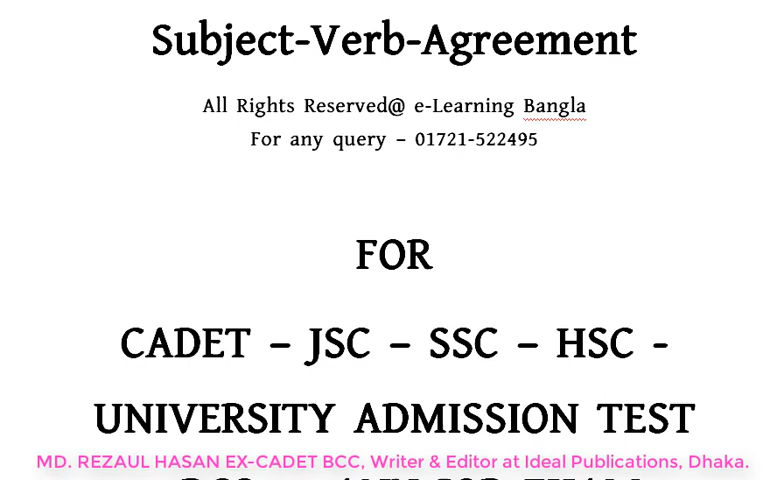 Subject-Verb-Agreement
All Rights Reserved@ e-Learning Bangla
For any query – 01721-522495
FOR
CADET – JSC – SSC – HSC -
UNIVERSITY ADMISSION TEST
MD. REZAUL HASAN EX-CADET BCC, Writer & Editor at Ideal Publications, Dhaka.